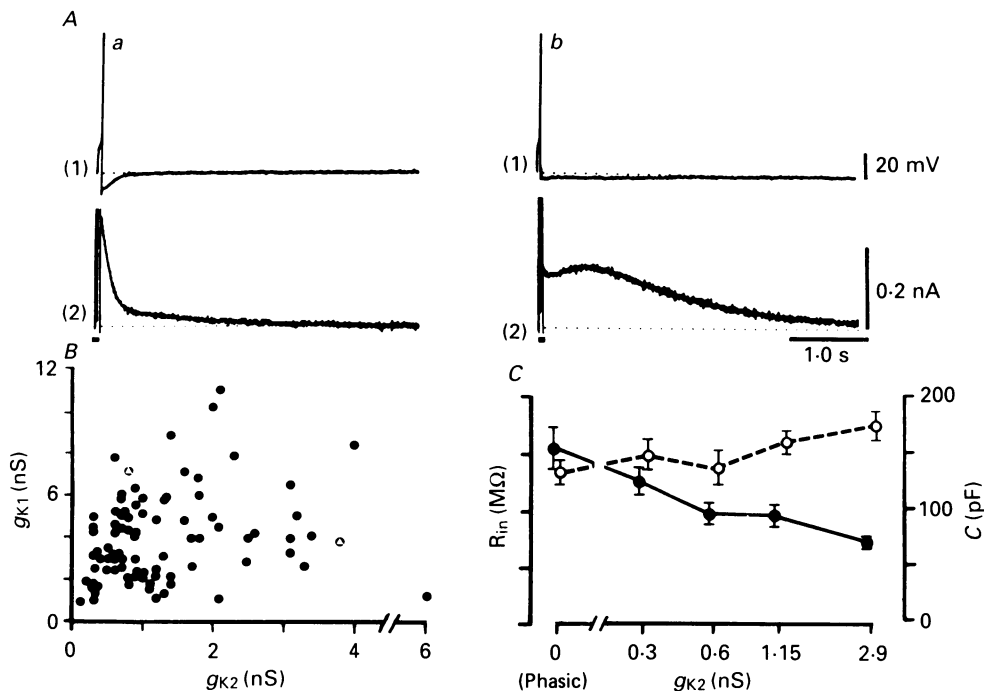 A
a
b
(1)
(1)
20 mV
(2)
(2)
0·2 nA
1·0 s
B
12
6
0
gK1 (nS)
0
2
4
6
gK2 (nS)
C
Rin (MΩ)
200
100
0
C (pF)
0
0·3
0·6
1·15
2·9
(Phasic)
gK2 (nS)